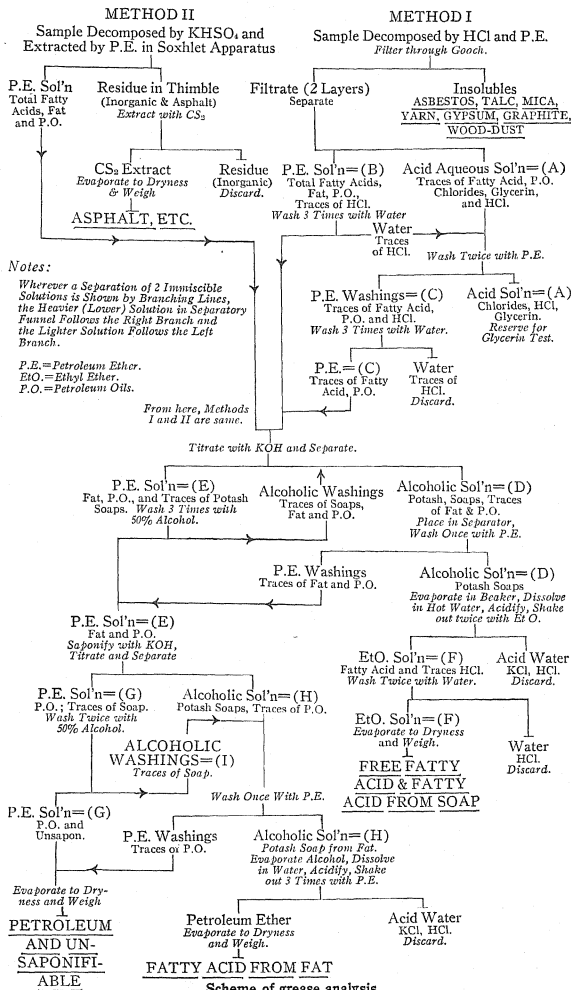 METHOD II
Sample Decomposed by KHSO₄ and
Extracted by P.E. in Soxhlet Apparatus
METHOD I
Sample Decomposed by HCl and P.E.
Filter through Gooch.
P.E. Sol'n
Total Fatty
Acids, Fat
and P.O.
Residue in Thimble
(Inorganic & Asphalt)
Extract with CS₂
Filtrate (2 Layers)
Separate
Insolubles
ASBESTOS, TALC, MICA,
YARN, GYPSUM, GRAPHITE,
WOOD-DUST
CS₂ Extract
Evaporate to Dryness
& Weigh
ASPHALT, ETC.
Residue
(Inorganic)
Discard.
P.E. Sol'n=(B)
Total Fatty Acids,
Fat, P.O.,
Traces of HCl.
Wash 3 Times with Water
Acid Aqueous Sol'n=(A)
Traces of Fatty Acid, P.O.
Chlorides, Glycerin,
and HCl.
Water
Traces
of HCl.
Wash Twice with P.E.
Notes:
Wherever a Separation of 2 Immiscible
Solutions is Shown by Branching Lines,
the Heavier (Lower) Solution in Separatory
Funnel Follows the Right Branch and
the Lighter Solution Follows the Left
Branch.
P.E.=Petroleum Ether.
EtO.=Ethyl Ether.
P.O.=Petroleum Oils.
P.E. Washings=(C)
Traces of Fatty Acid,
P.O. and HCl.
Wash 3 Times with Water.
Acid Sol'n=(A)
Chlorides, HCl,
Glycerin.
Reserve for
Glycerin Test.
P.E.=(C)
Traces of Fatty
Acid, P.O.
Water
Traces of
HCl.
Discard.
From here, Methods
I and II are same.
Titrate with KOH and Separate.
P.E. Sol'n=(E)
Fat, P.O., and Traces of Potash
Soaps. Wash 3 Times with
50% Alcohol.
Alcoholic Washings
Traces of Soaps,
Fat and P.O.
Alcoholic Sol'n=(D)
Potash, Soaps, Traces
of Fat & P.O.
Place in Separator,
Wash Once with P.E.
P.E. Washings
Traces of Fat and P.O.
Alcoholic Sol'n=(D)
Potash Soaps
Evaporate in Beaker, Dissolve
in Hot Water, Acidify, Shake
out twice with Et O.
P.E. Sol'n=(E)
Fat and P.O.
Saponify with KOH,
Titrate and Separate
EtO. Sol'n=(F)
Fatty Acid and Traces HCl.
Wash Twice with Water.
Acid Water
KCl, HCl.
Discard.
P.E. Sol'n=(G)
P.O.; Traces of Soap.
Wash Twice with
50% Alcohol.
Alcoholic Sol'n=(H)
Potash Soaps, Traces of P.O.
EtO. Sol'n=(F)
Evaporate to Dryness
and Weigh.
FREE FATTY
ACID & FATTY
ACID FROM SOAP
Water
HCl.
Discard.
ALCOHOLIC
WASHINGS=(I)
Traces of Soap.
Wash Once With P.E.
P.E. Sol'n=(G)
P.O. and
Unsapon.
P.E. Washings
Traces of P.O.
Alcoholic Sol'n=(H)
Potash Soap from Fat.
Evaporate Alcohol, Dissolve
in Water, Acidify, Shake
out 3 Times with P.E.
Evaporate to Dry-
ness and Weigh
PETROLEUM
AND UN-
SAPONIFI-
ABLE
Petroleum Ether
Evaporate to Dryness
and Weigh.
FATTY ACID FROM FAT
Acid Water
KCl, HCl.
Discard.
Scheme of grease analysis